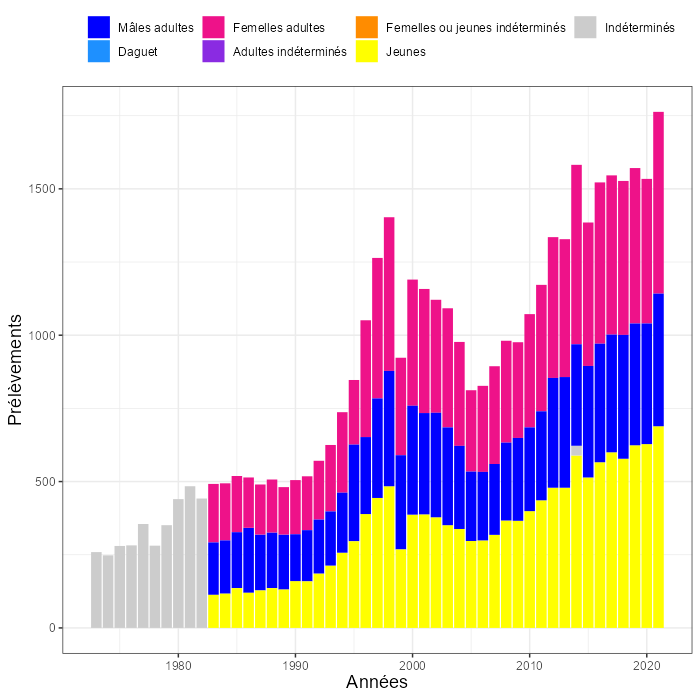 Mâles adultes Femelles adultes Femelles ou jeunes indéterminés Indéterminés
Daguet Adultes indéterminés Jeunes
1500
1000
500
0
Prélèvements
1980 1990 2000 2010 2020
Années